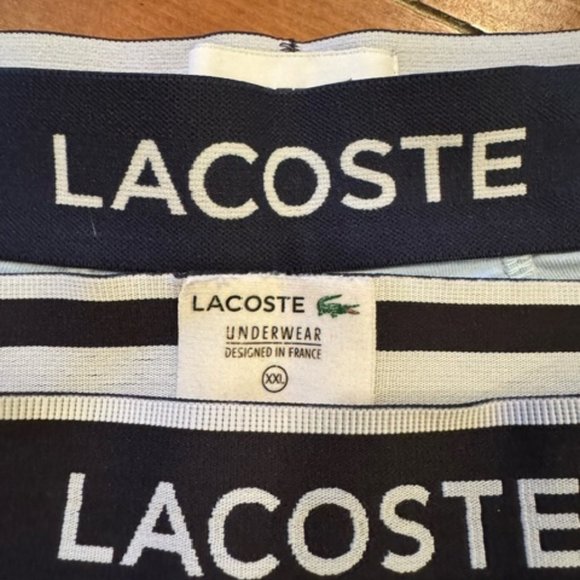 LACOSTE
LACOSTE
UNDERWEAR
DESIGNED IN FRANCE
XXL
LACOSTE